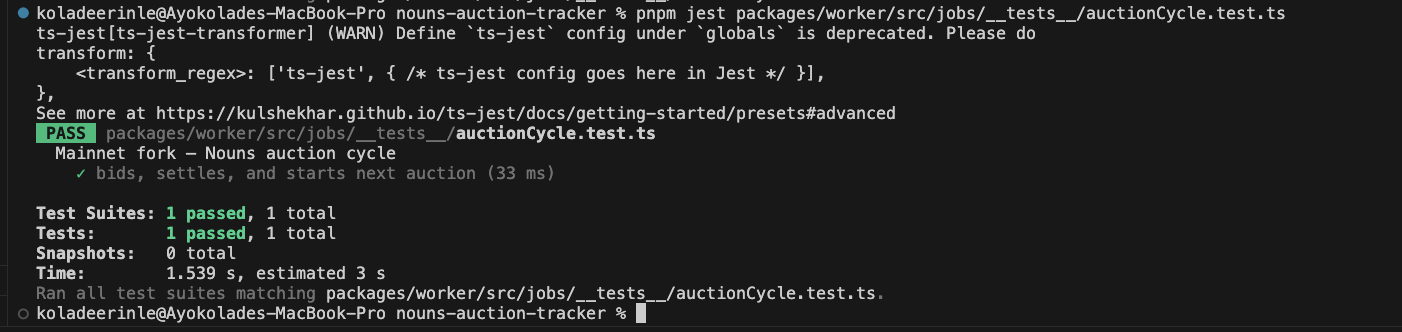 koladeerinle@Ayokolades-MacBook-Pro nouns-auction-tracker % pnpm jest packages/worker/src/jobs/__tests__/auctionCycle.test.ts
ts-jest[ts-jest-transformer] (WARN) Define `ts-jest` config under `globals` is deprecated. Please do
transform: {
    <transform_regex>: ['ts-jest', { /* ts-jest config goes here in Jest */ }],
},
See more at https://kulshekhar.github.io/ts-jest/docs/getting-started/presets#advanced
PASS packages/worker/src/jobs/__tests__/auctionCycle.test.ts
  Mainnet fork – Nouns auction cycle
    ✓ bids, settles, and starts next auction (33 ms)
Test Suites: 1 passed, 1 total
Tests:       1 passed, 1 total
Snapshots:   0 total
Time:        1.539 s, estimated 3 s
Ran all test suites matching packages/worker/src/jobs/__tests__/auctionCycle.test.ts.
koladeerinle@Ayokolades-MacBook-Pro nouns-auction-tracker %